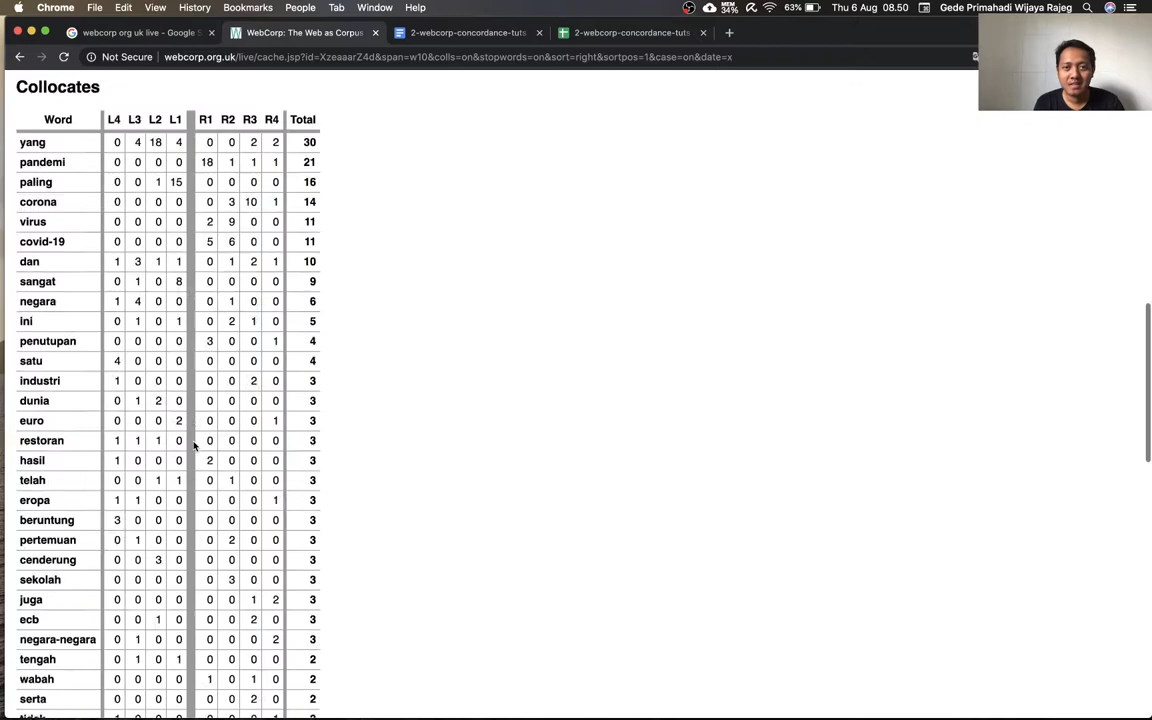 Chrome File Edit View History Bookmarks People Tab Window Help MEM 34% 63% Thu 6 Aug 08.50 Gede Primahadi Wijaya Rajeg
webcorp org uk live - Google S × WebCorp: The Web as Corpus × 2-webcorp-concordance-tuts × 2-webcorp-concordance-tuts × +
Not Secure | webcorp.org.uk/live/cache.jsp?id=XzeaaarZ4d&span=w10&colls=on&stopwords=on&sort=right&sortpos=1&case=on&date=x
Collocates
Word L4 L3 L2 L1 R1 R2 R3 R4 Total
yang 0 4 18 4 0 0 2 2 30
pandemi 0 0 0 0 18 1 1 1 21
paling 0 0 1 15 0 0 0 0 16
corona 0 0 0 0 0 3 10 1 14
virus 0 0 0 0 2 9 0 0 11
covid-19 0 0 0 0 5 6 0 0 11
dan 1 3 1 1 0 1 2 1 10
sangat 0 1 0 8 0 0 0 0 9
negara 1 4 0 0 0 1 0 0 6
ini 0 1 0 1 0 2 1 0 5
penutupan 0 0 0 0 3 0 0 1 4
satu 4 0 0 0 0 0 0 0 4
industri 1 0 0 0 0 0 2 0 3
dunia 0 1 2 0 0 0 0 0 3
euro 0 0 0 2 0 0 0 1 3
restoran 1 1 1 0 0 0 0 0 3
hasil 1 0 0 0 2 0 0 0 3
telah 0 0 1 1 0 1 0 0 3
eropa 1 1 0 0 0 0 0 1 3
beruntung 3 0 0 0 0 0 0 0 3
pertemuan 0 1 0 0 0 2 0 0 3
cenderung 0 0 3 0 0 0 0 0 3
sekolah 0 0 0 0 0 3 0 0 3
juga 0 0 0 0 0 0 1 2 3
ecb 0 0 1 0 0 0 2 0 3
negara-negara 0 1 0 0 0 0 0 2 3
tengah 0 1 0 1 0 0 0 0 2
wabah 0 0 0 0 1 0 1 0 2
serta 0 0 0 0 0 0 2 0 2